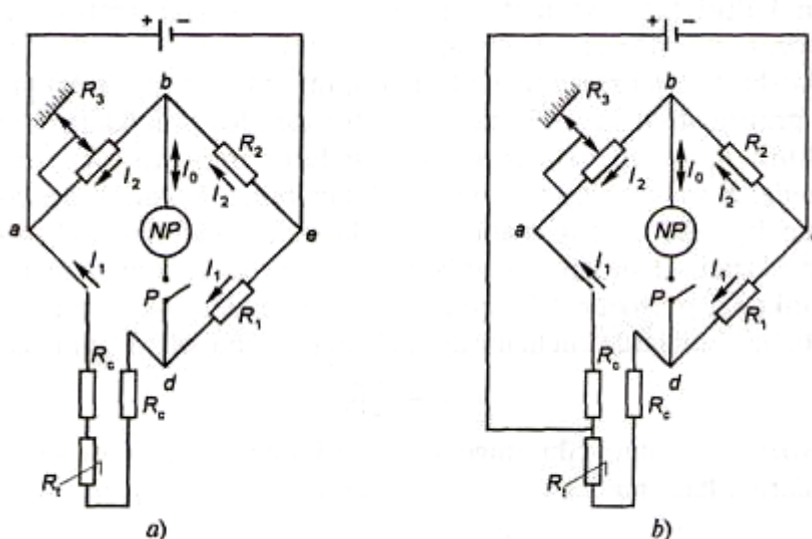 + − + −
b b
R3 R3
R2 R2
I2 I0 I2 I2 I0 I2
a NP e a NP
I1 I1 I1 I1
P R1 P R1
Rc d Rc d
Rc Rc
Rt Rt
a) b)